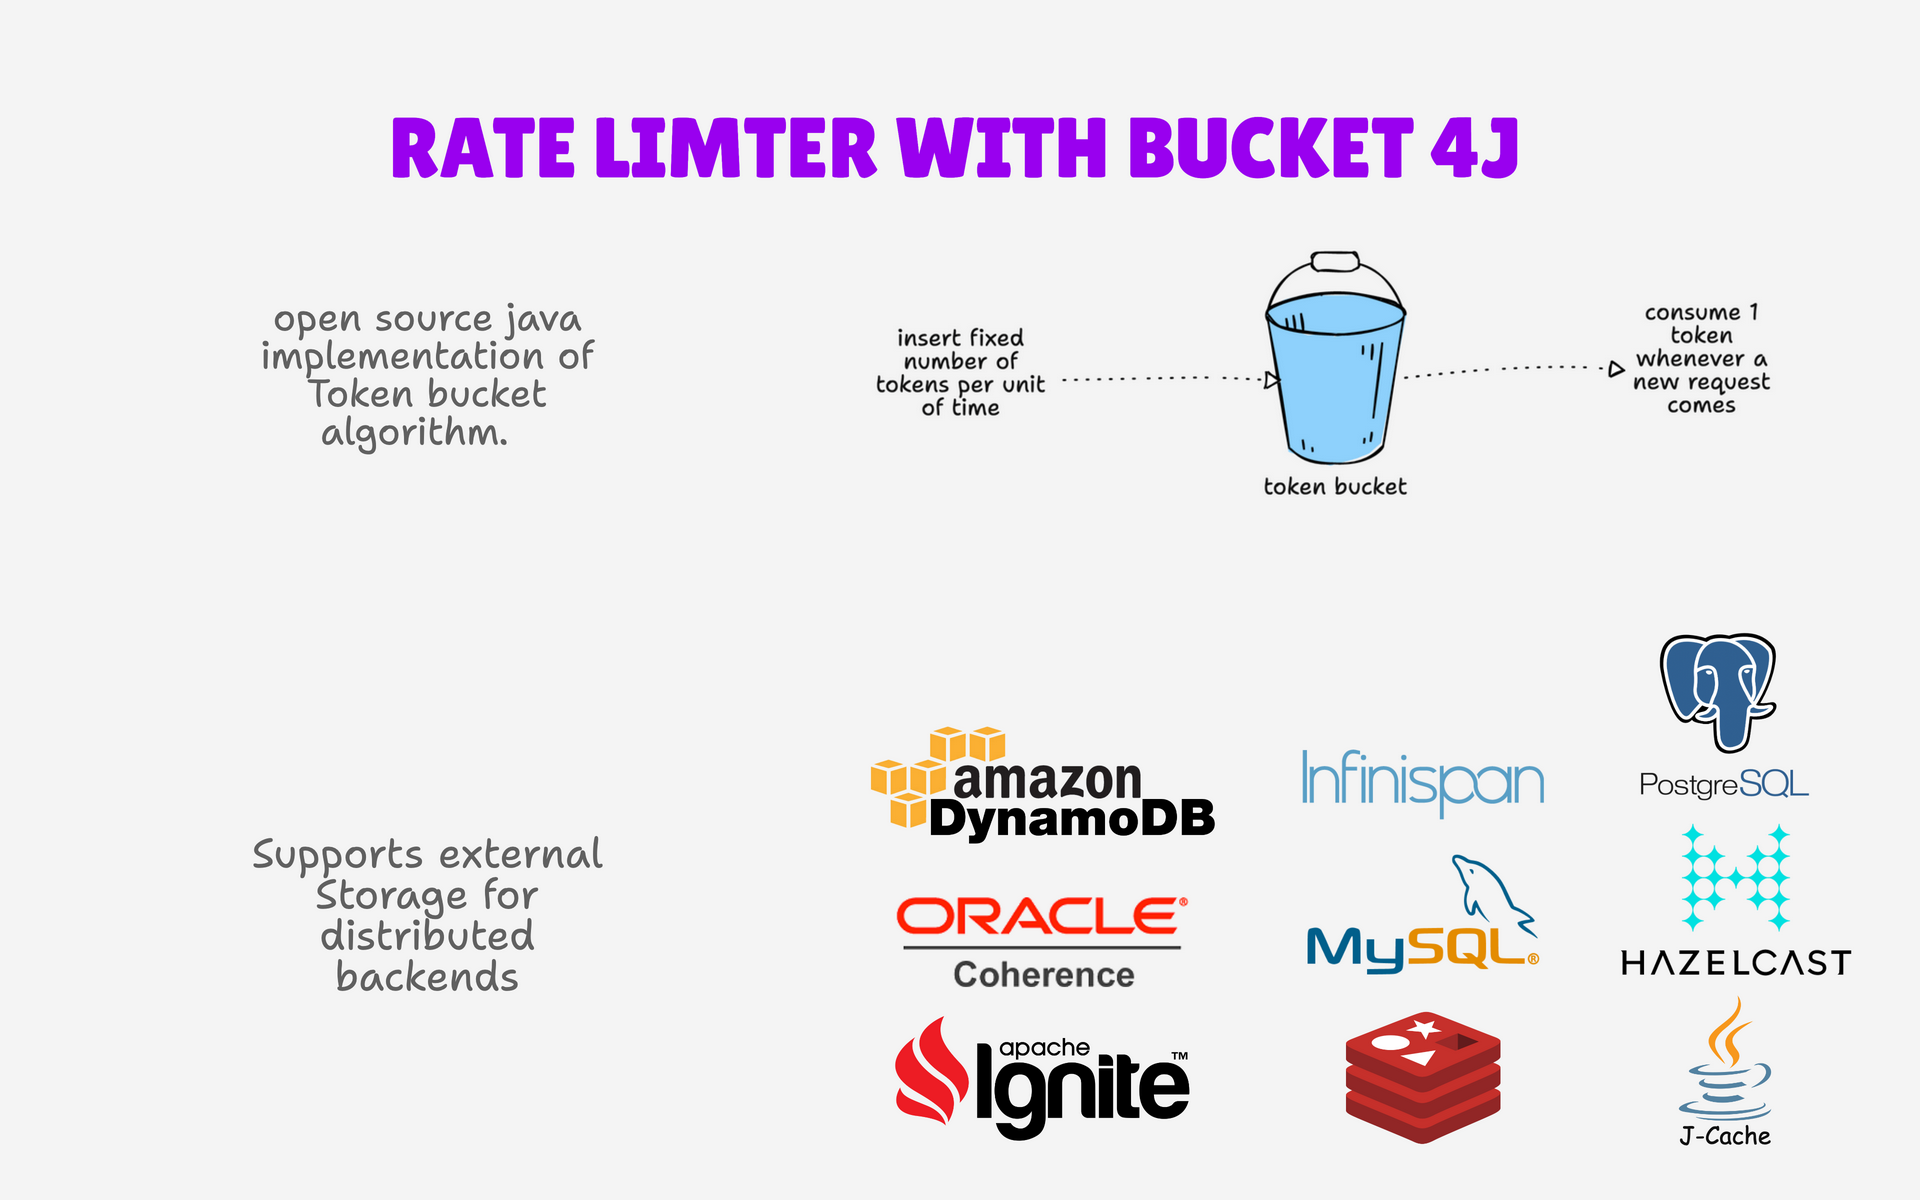 RATE LIMTER WITH BUCKET 4J
open source java
implementation of
Token bucket
algorithm.
insert fixed
number of
tokens per unit
of time
token bucket
consume 1
token
whenever a
new request
comes
Supports external
Storage for
distributed
backends
amazon
DynamoDB
Infinispan
PostgreSQL
ORACLE®
Coherence
MySQL®
HAZELCAST
apache
Ignite™
J-Cache